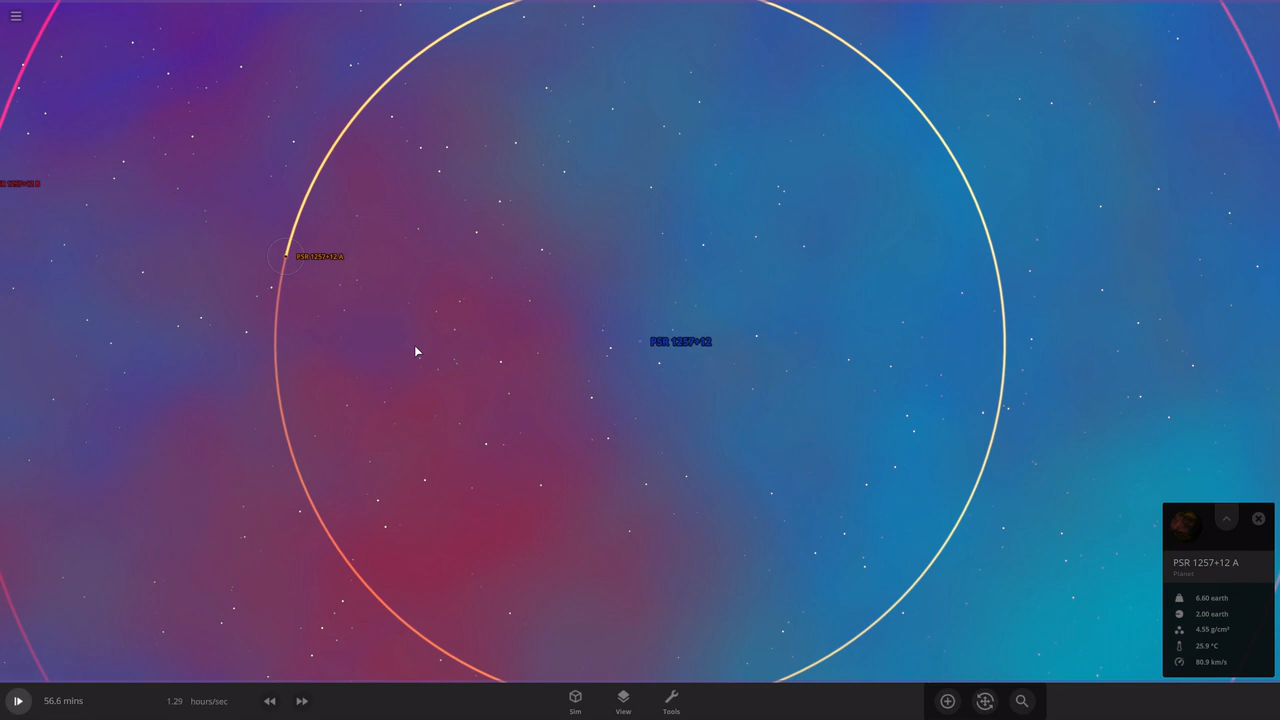 PSR 1257+12 A
PSR 1257+12
PSR 1257+12 A
Planet
6.60 earth
2.00 earth
4.55 g/cm³
25.9 °C
80.9 km/s
56.6 mins
1.29 hours/sec
Sim
View
Tools